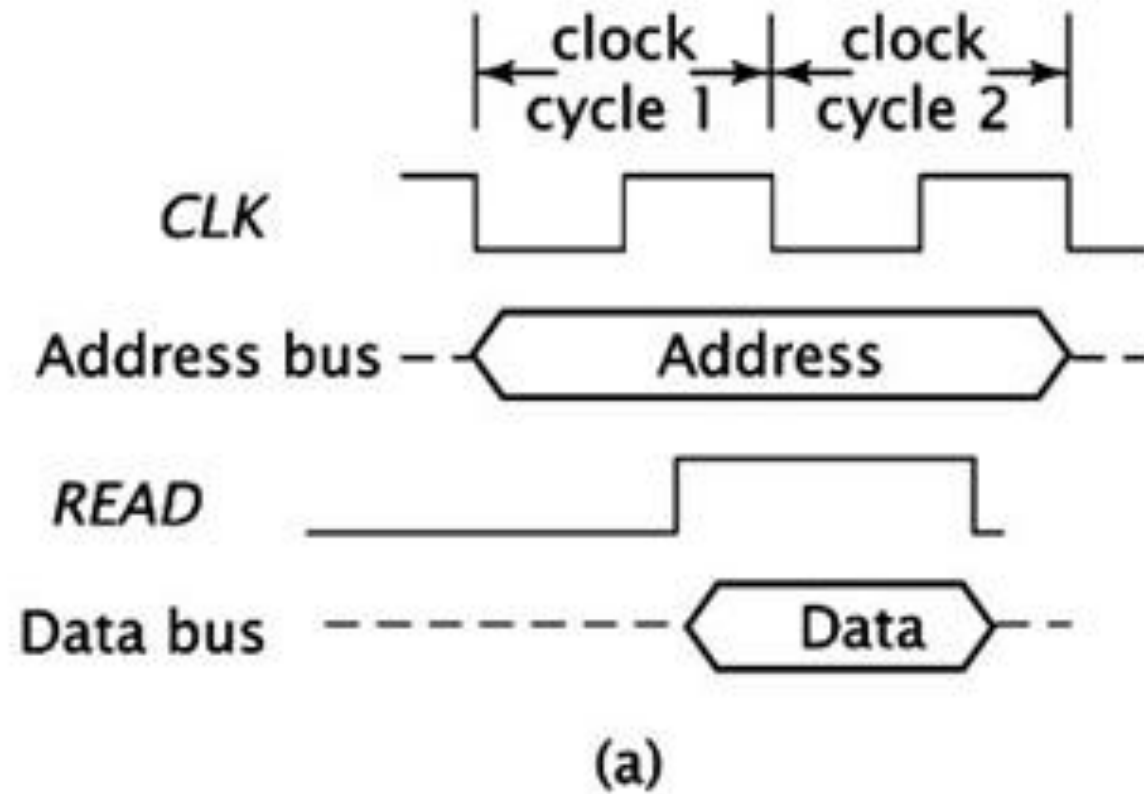 clock clock
cycle 1 cycle 2
CLK
Address bus Address
READ
Data bus Data
(a)